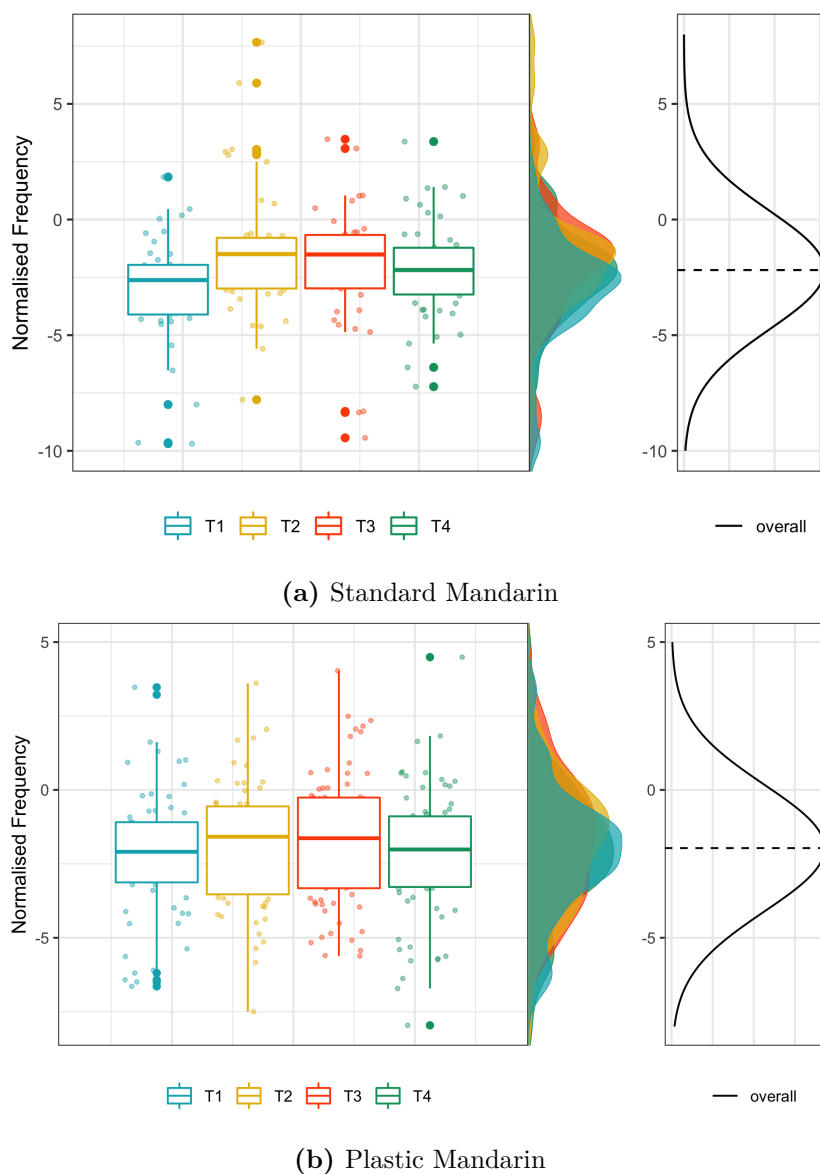 Normalised Frequency
5
0
-5
-10
5
0
-5
-10
T1 T2 T3 T4
overall
(a) Standard Mandarin
Normalised Frequency
5
0
-5
5
0
-5
T1 T2 T3 T4
overall
(b) Plastic Mandarin